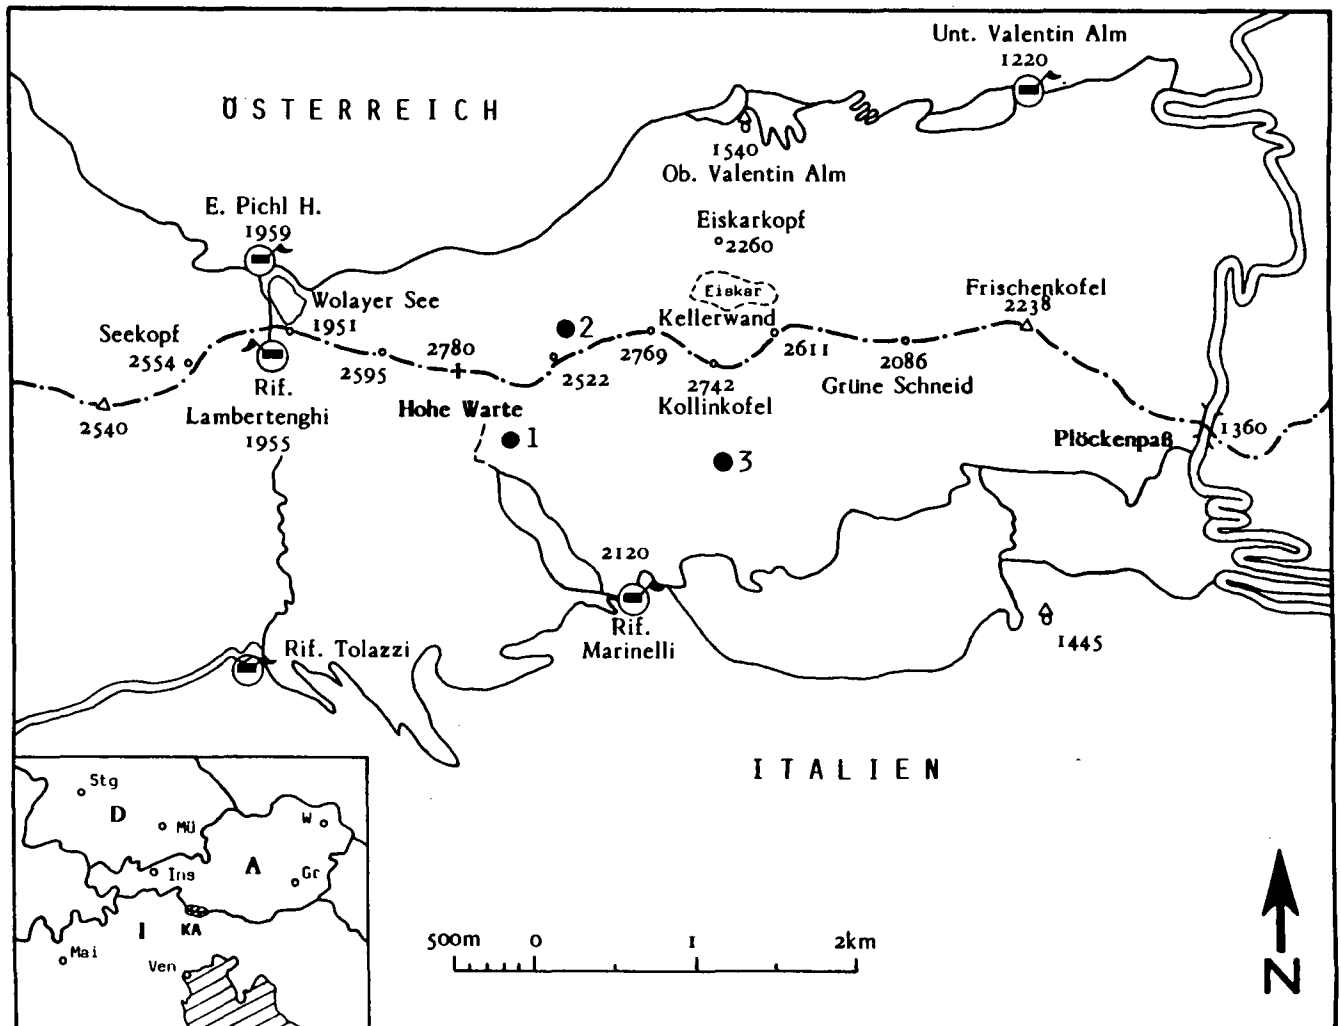 Unt. Valentin Alm
1220
ÖSTERREICH
1540
Ob. Valentin Alm
E. Pichl H.
1959
Eiskarkopf
2260
Eiskar
Wolayer See
1951
Frischenkofel
2238
Seekopf
2554
2780
2
Kellerwand
2595
2522
2769
2611
2086
2742
Grüne Schneid
Rif.
Lambertenghi
1955
2540
Hohe Warte
Kollinkofel
1360
Plöckenpaß
1
3
2120
Rif.
Marinelli
Rif. Tolazzi
1445
ITALIEN
Stg
D
Mü
W
A
Ins
Gr
I
KA
Mai
Ven
500m 0 1 2km
N